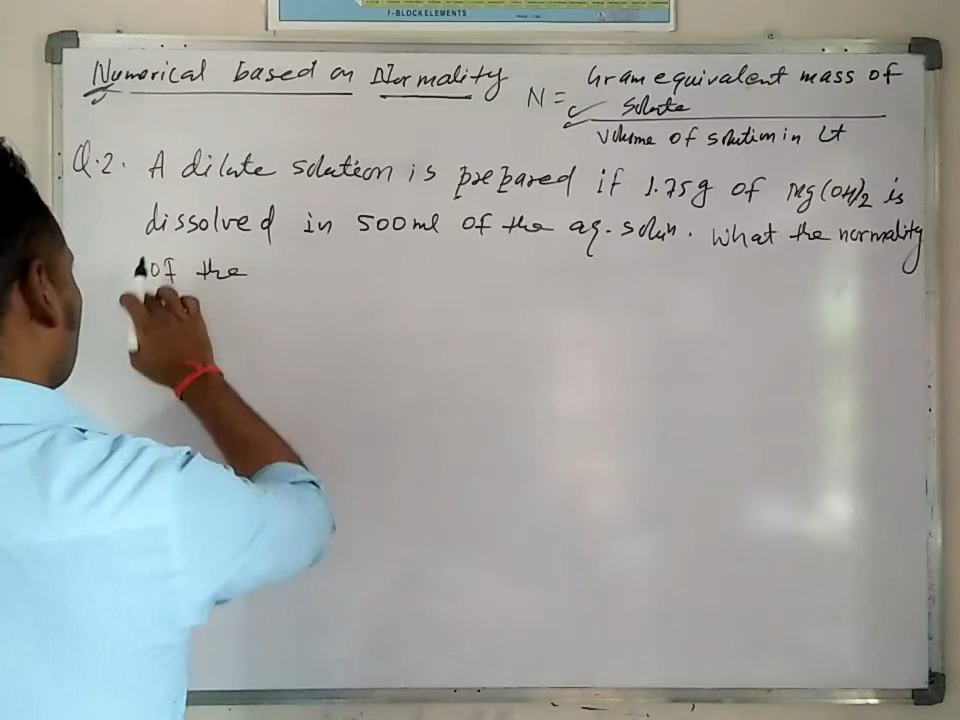 f-BLOCK ELEMENTS
Numerical based on Normality
N = Gram equivalent mass of
solute
volume of solution in Lt
Q.2. A dilute solution is prepared if 1.75g of Mg(OH)2 is
dissolved in 500ml of the aq. soln. What the normality
of the